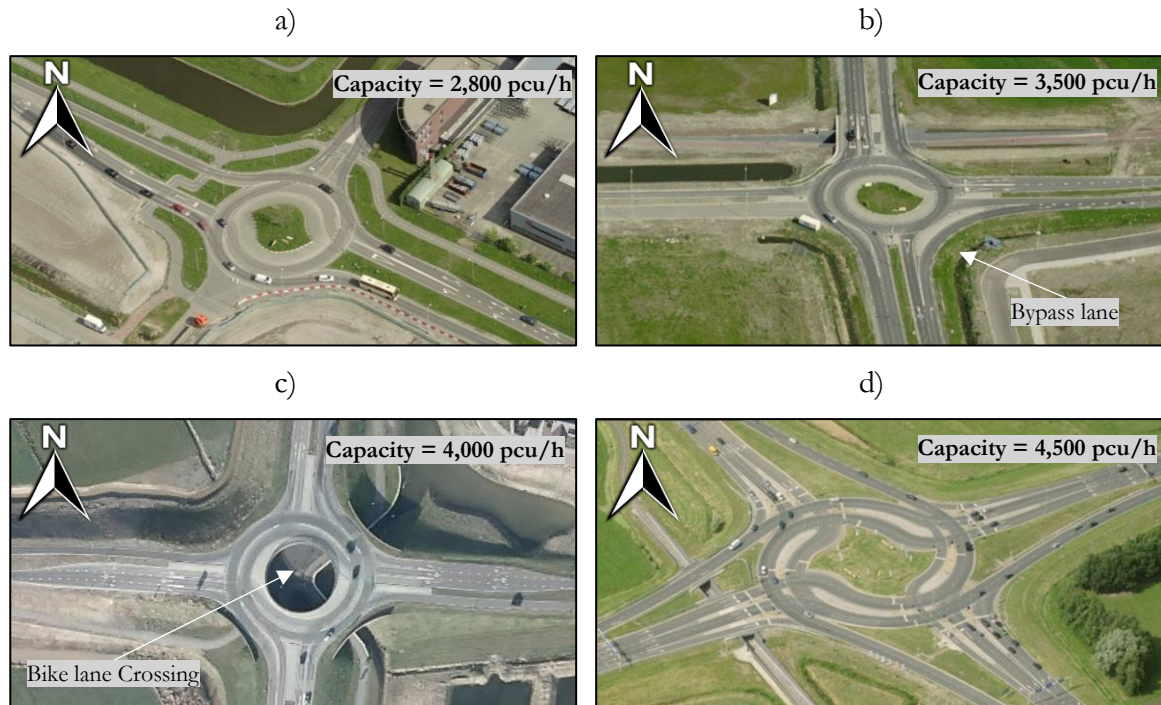 a)
b)
N
Capacity = 2,800 pcu/h
N
Capacity = 3,500 pcu/h
Bypass lane
c)
d)
N
Capacity = 4,000 pcu/h
Bike lane Crossing
N
Capacity = 4,500 pcu/h